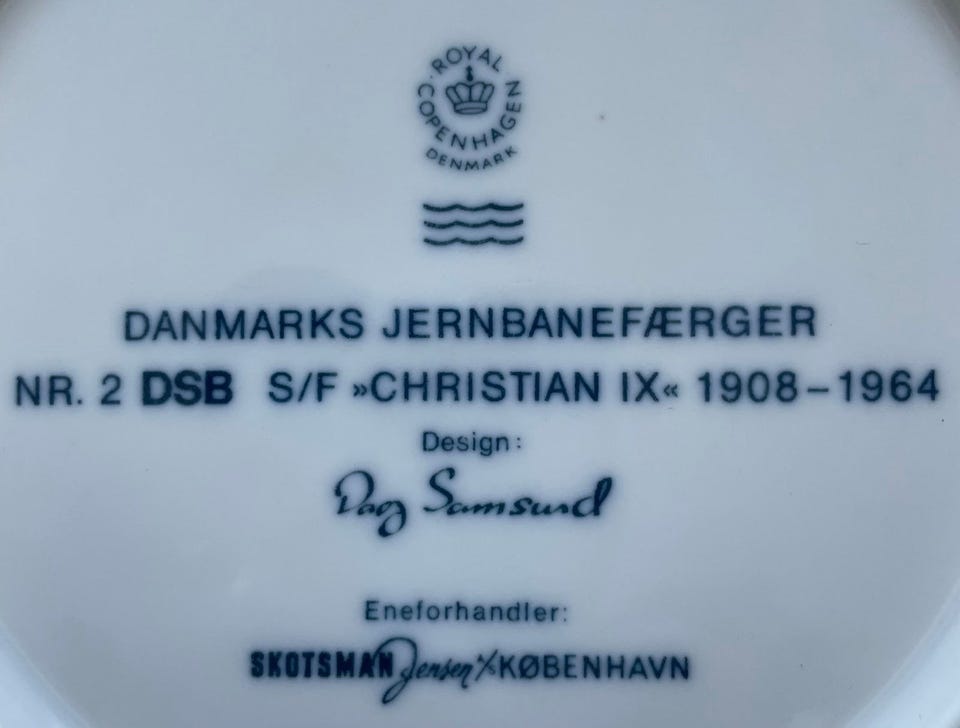 ROYAL
COPENHAGEN
DENMARK
DANMARKS JERNBANEFÆRGER
NR. 2 DSB S/F »CHRISTIAN IX« 1908–1964
Design:
Dag Samsund
Eneforhandler:
SKOTSMAN Jensen A/S KØBENHAVN